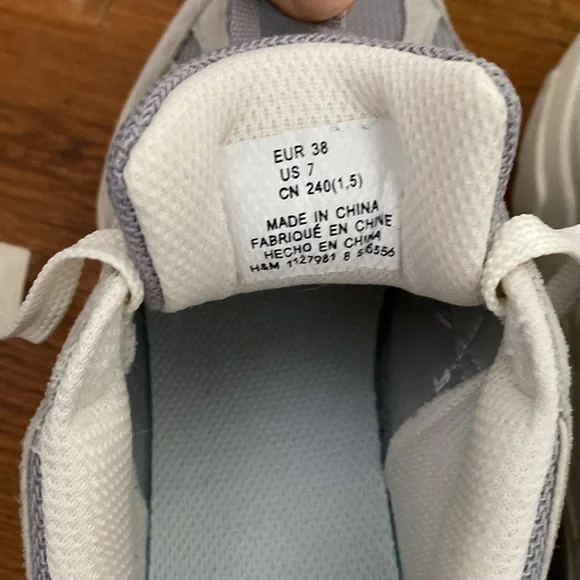 EUR 38
US 7
CN 240(1,5)
MADE IN CHINA
FABRIQUÉ EN CHINE
HECHO EN CHINA
H&M 1127981 8